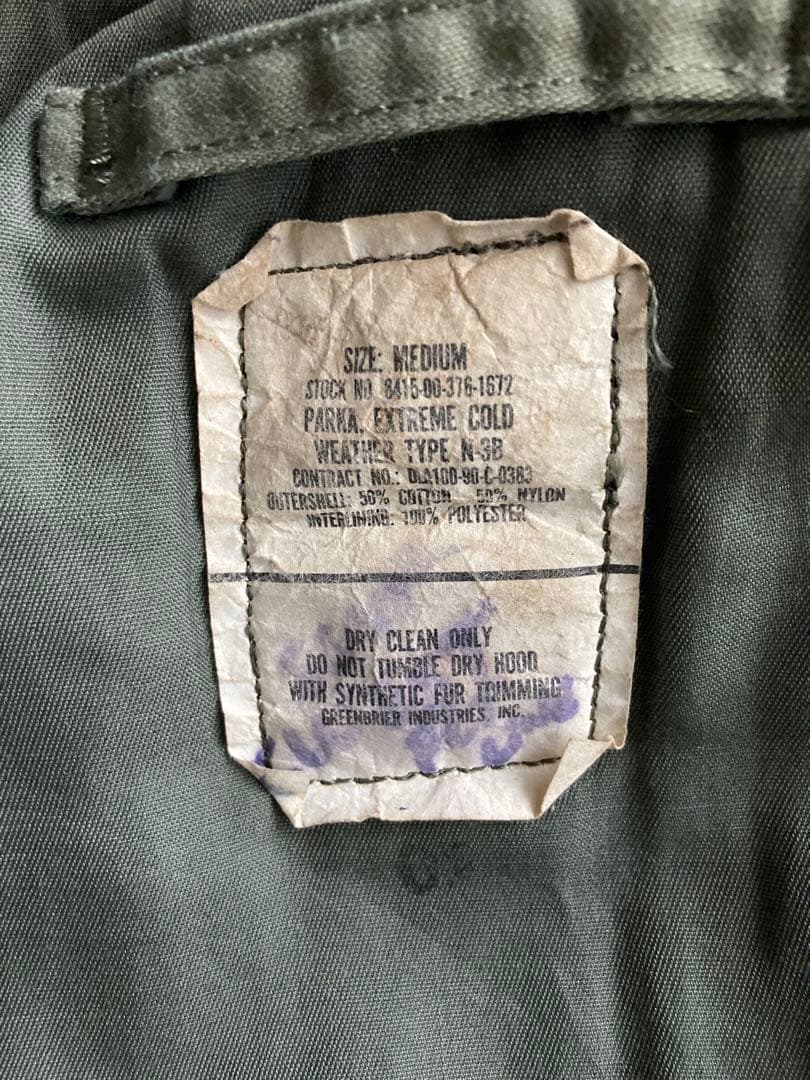 SIZE: MEDIUM
STOCK NO. 8415-00-376-1672
PARKA, EXTREME COLD
WEATHER TYPE N-3B
CONTRACT NO.: DLA100-90-C-0363
OUTERSHELL: 50% COTTON 50% NYLON
INTERLINING: 100% POLYESTER
DRY CLEAN ONLY
DO NOT TUMBLE DRY HOOD
WITH SYNTHETIC FUR TRIMMING
GREENBRIER INDUSTRIES, INC.